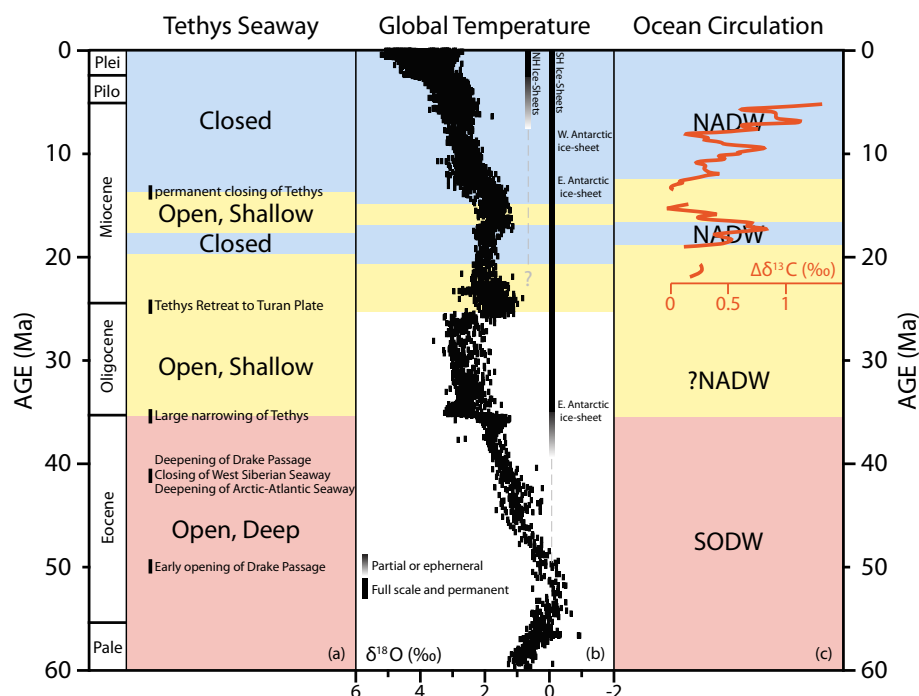 Tethys Seaway
Global Temperature
Ocean Circulation
AGE (Ma)
0
10
20
30
40
50
60
Plei
Pilo
Miocene
Oligocene
Eocene
Pale
Closed
permanent closing of Tethys
Open, Shallow
Closed
Tethys Retreat to Turan Plate
Open, Shallow
Large narrowing of Tethys
Deepening of Drake Passage
Closing of West Siberian Seaway
Deepening of Arctic-Atlantic Seaway
Open, Deep
Early opening of Drake Passage
(a)
NH Ice-Sheets
SH Ice-Sheets
W. Antarctic
ice-sheet
E. Antarctic
ice-sheet
?
E. Antarctic
ice-sheet
Partial or ephemeral
Full scale and permanent
δ¹⁸O (‰)
(b)
6
4
2
0
-2
NADW
NADW
Δδ¹³C (‰)
0
0.5
1
?NADW
SODW
(c)
0
10
20
30
40
50
60
AGE (Ma)